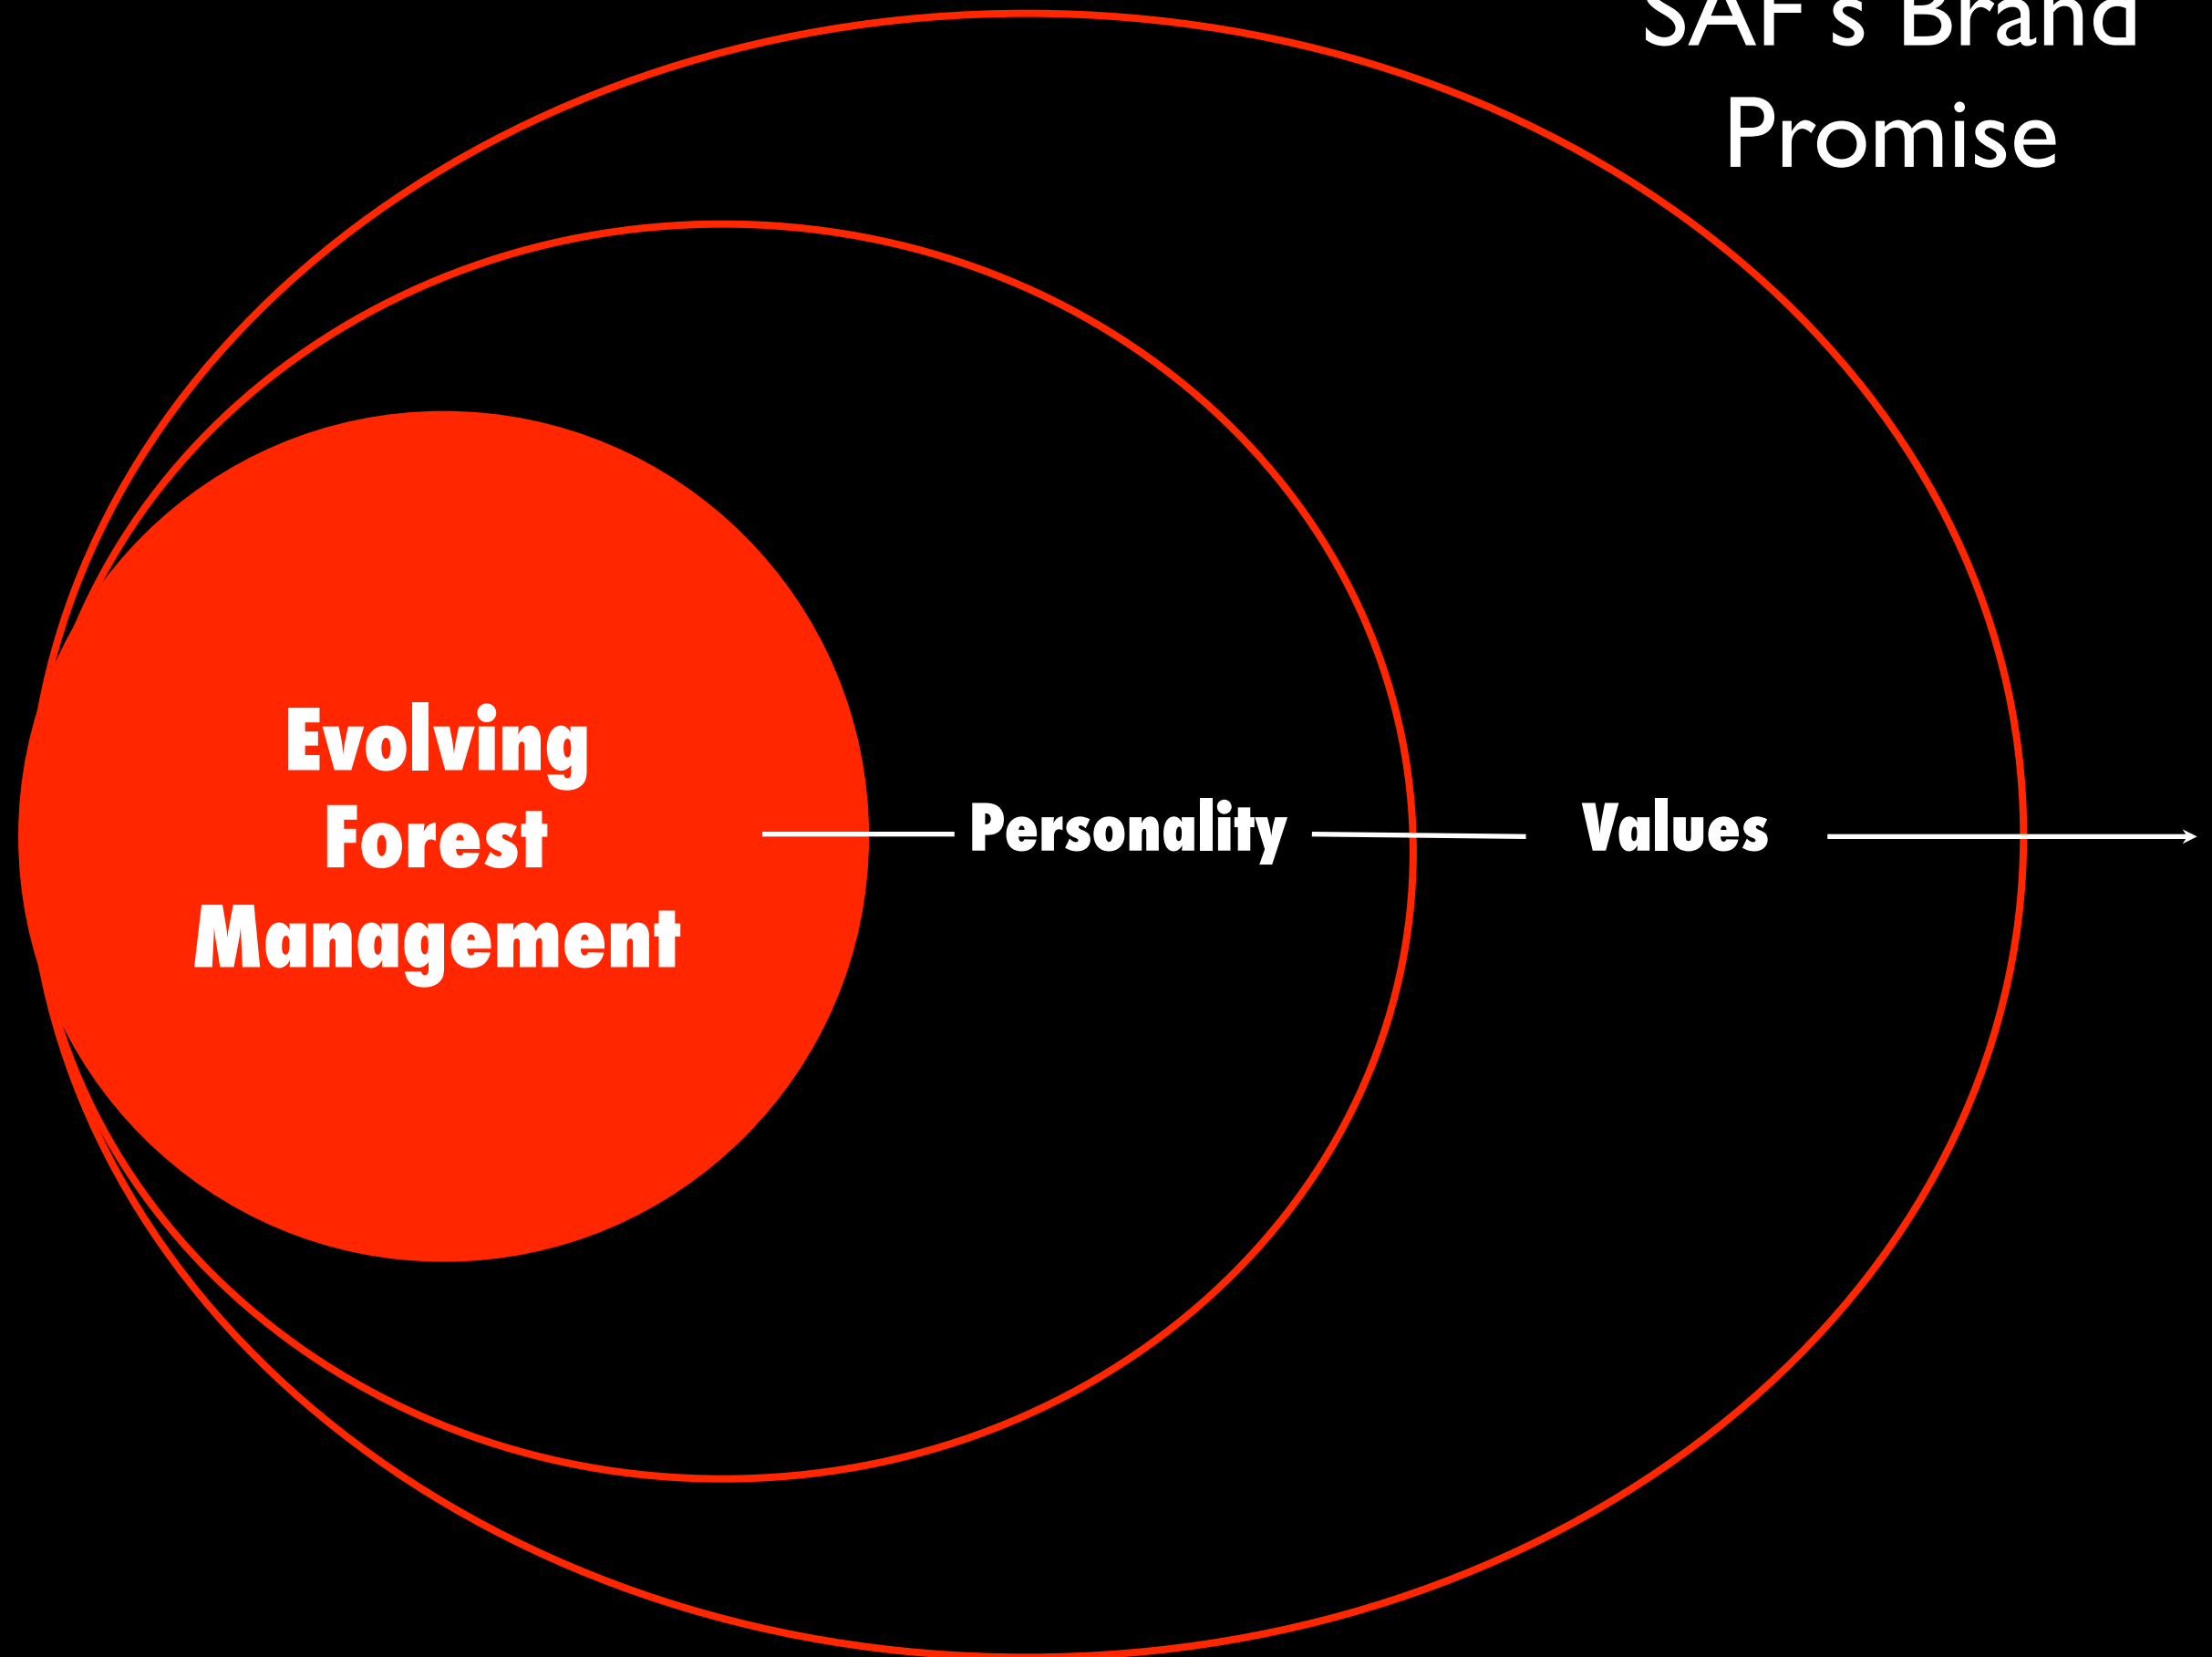 SAF's Brand
Promise
Evolving
Forest
Management
Personality
Values